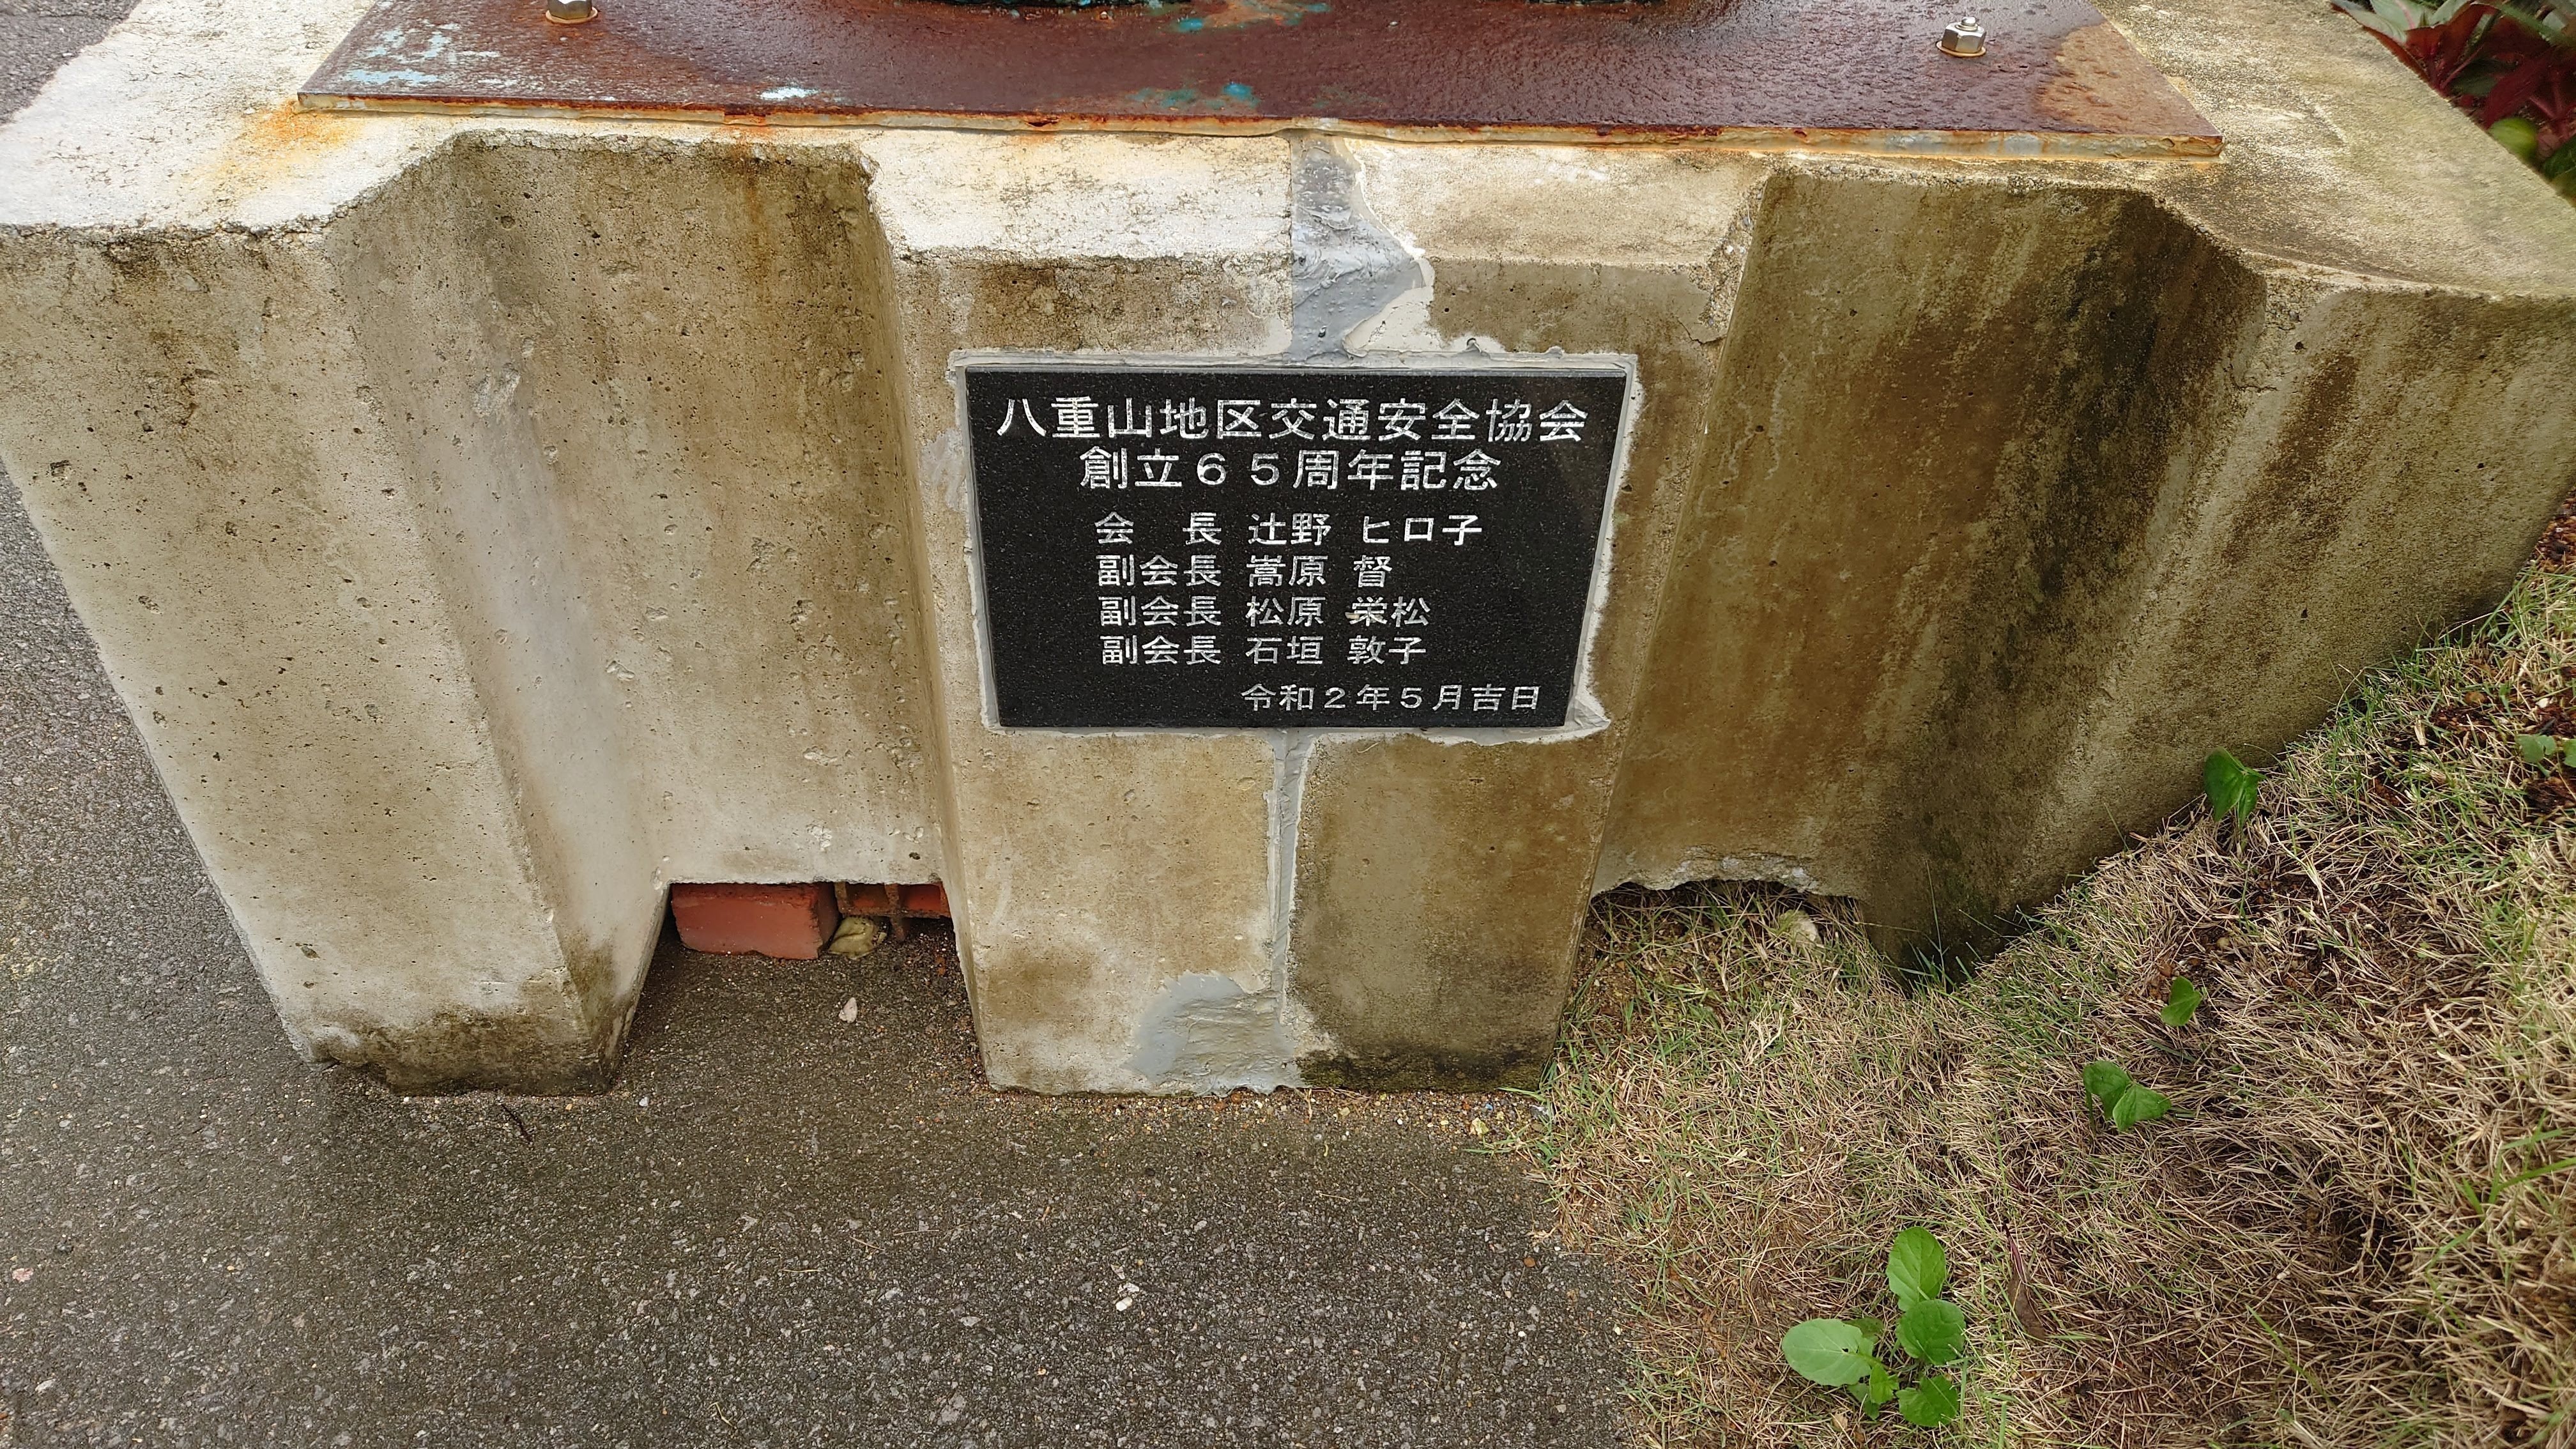 八重山地区交通安全協会
創立65周年記念
会　長 辻野 ヒロ子
副会長 嵩原 督
副会長 松原 栄松
副会長 石垣 敦子
令和2年5月吉日